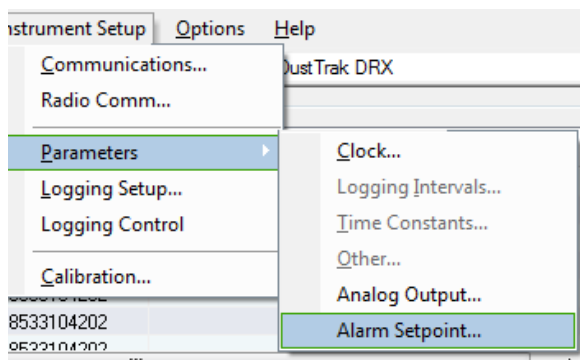 nstrument Setup Options Help
Communications...
DustTrak DRX
Radio Comm...
Parameters
Clock...
Logging Setup...
Logging Intervals...
Logging Control
Time Constants...
Other...
Calibration...
Analog Output...
8533104202
Alarm Setpoint...
8533104202